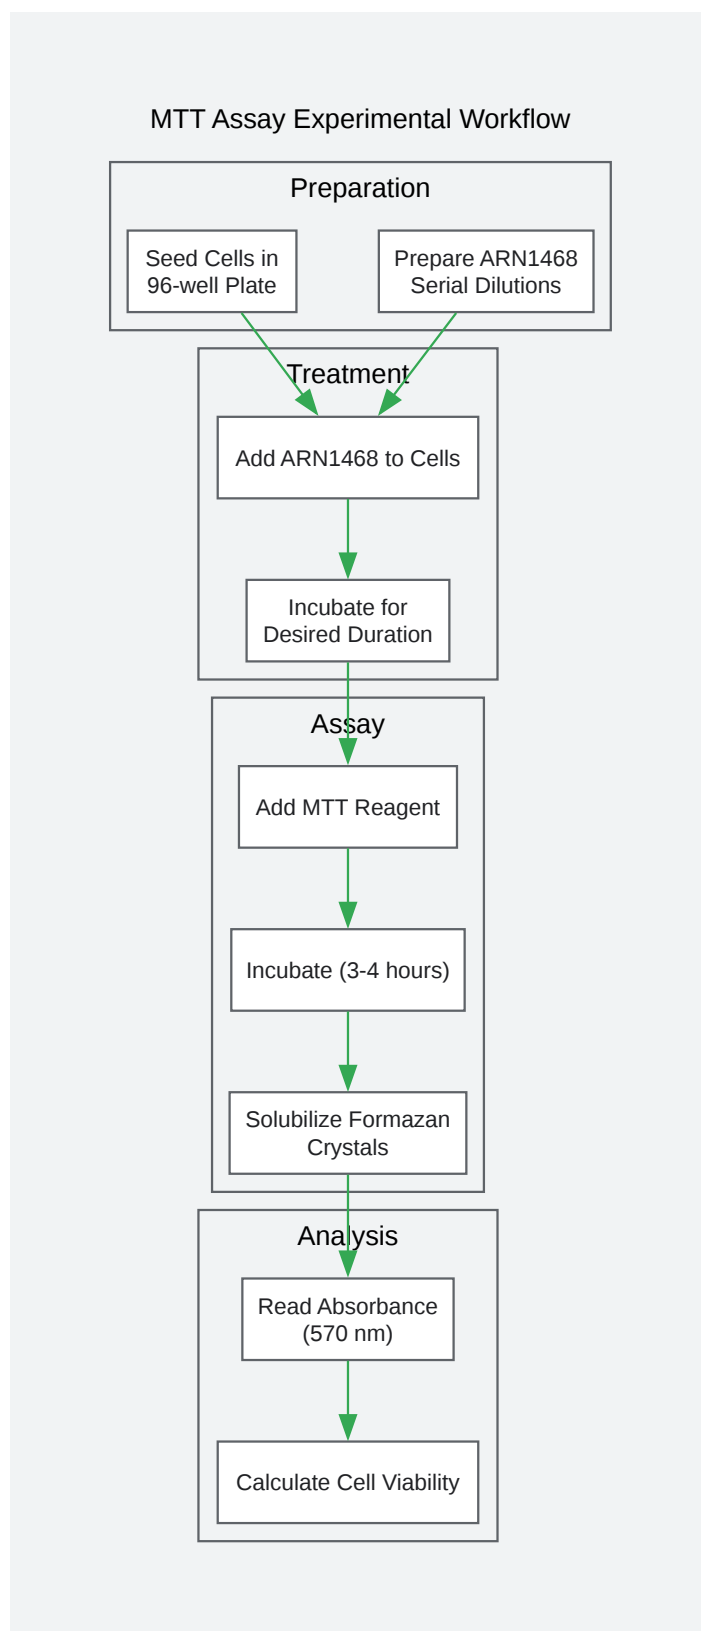 MTT Assay Experimental Workflow
Preparation
Seed Cells in
96-well Plate
Prepare ARN1468
Serial Dilutions
Treatment
Add ARN1468 to Cells
Incubate for
Desired Duration
Assay
Add MTT Reagent
Incubate (3-4 hours)
Solubilize Formazan
Crystals
Analysis
Read Absorbance
(570 nm)
Calculate Cell Viability